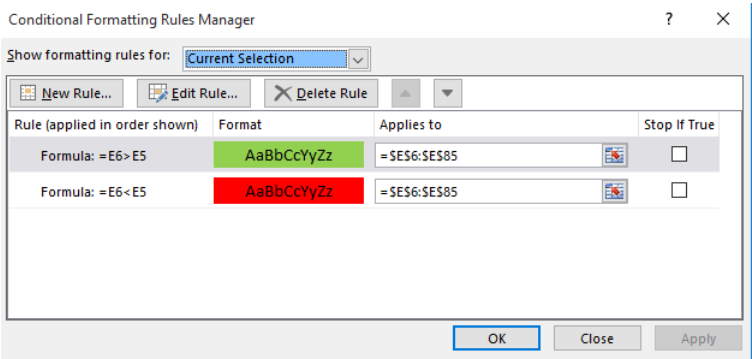 Conditional Formatting Rules Manager ? ×
Show formatting rules for: Current Selection
New Rule... Edit Rule... Delete Rule
Rule (applied in order shown) Format Applies to Stop If True
Formula: =E6>E5 AaBbCcYyZz =$E$6:$E$85
Formula: =E6<E5 AaBbCcYyZz =$E$6:$E$85
OK Close Apply